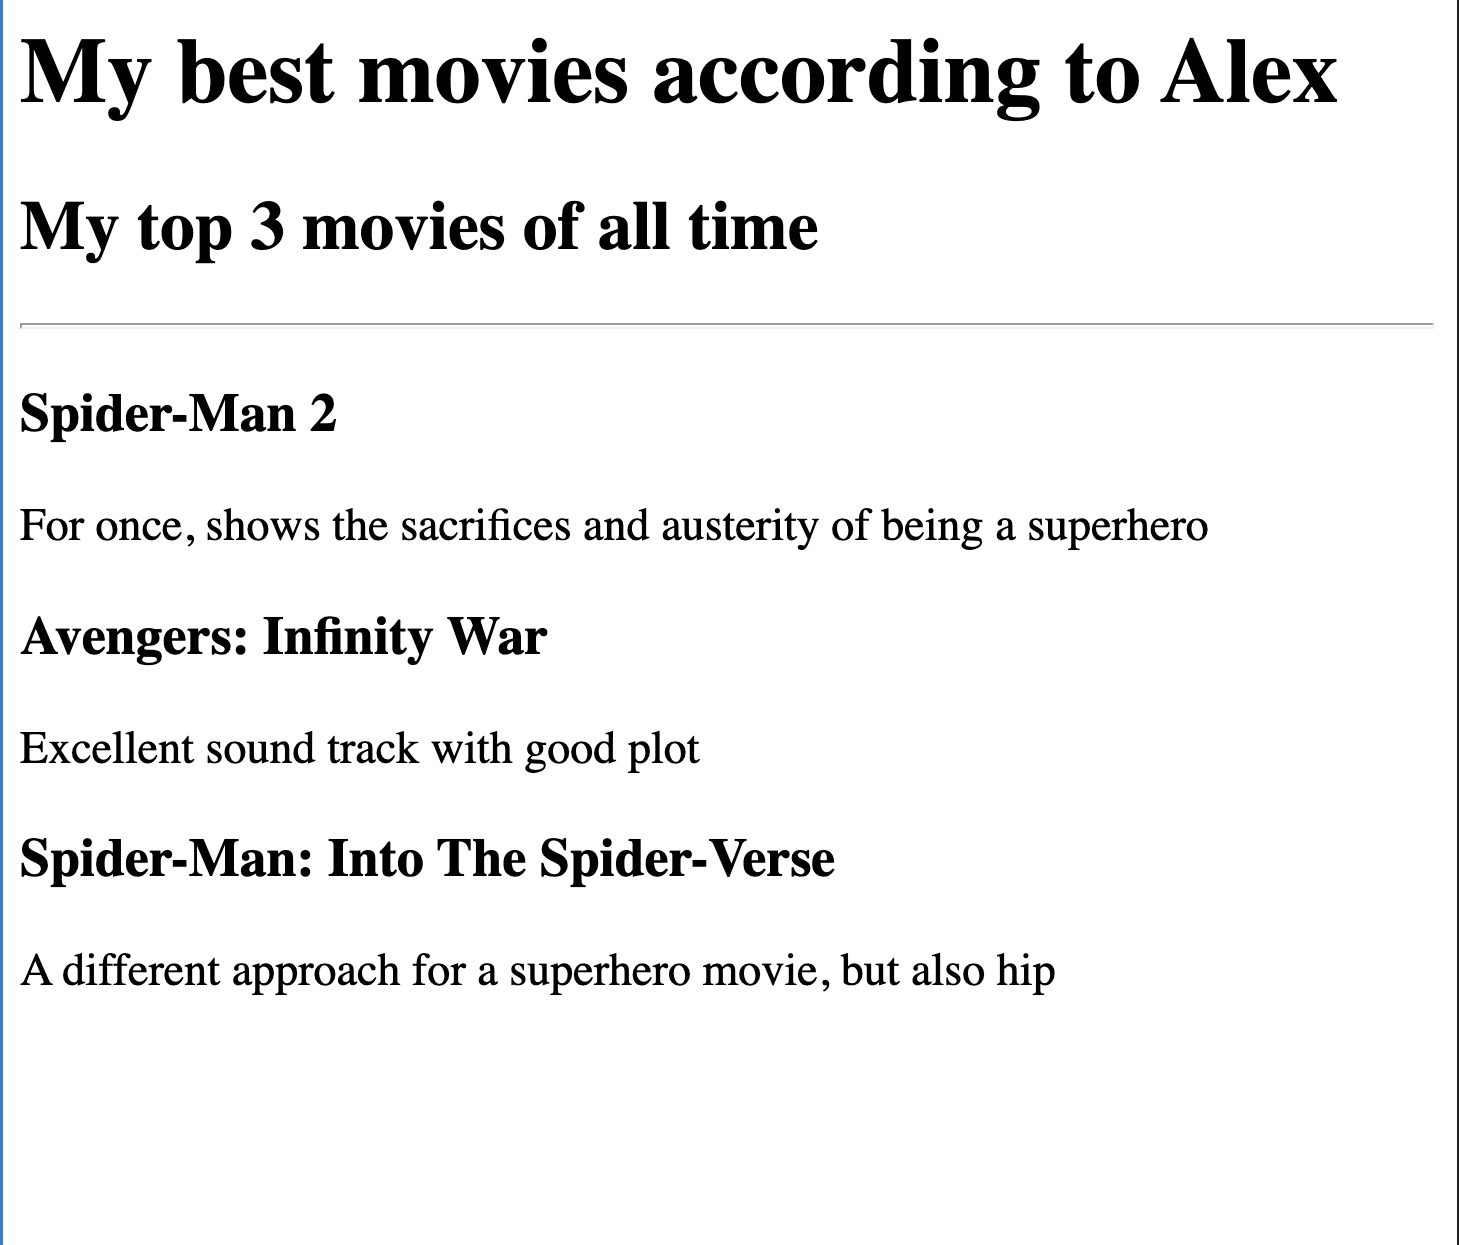 My best movies according to Alex
My top 3 movies of all time
Spider-Man 2
For once, shows the sacrifices and austerity of being a superhero
Avengers: Infinity War
Excellent sound track with good plot
Spider-Man: Into The Spider-Verse
A different approach for a superhero movie, but also hip